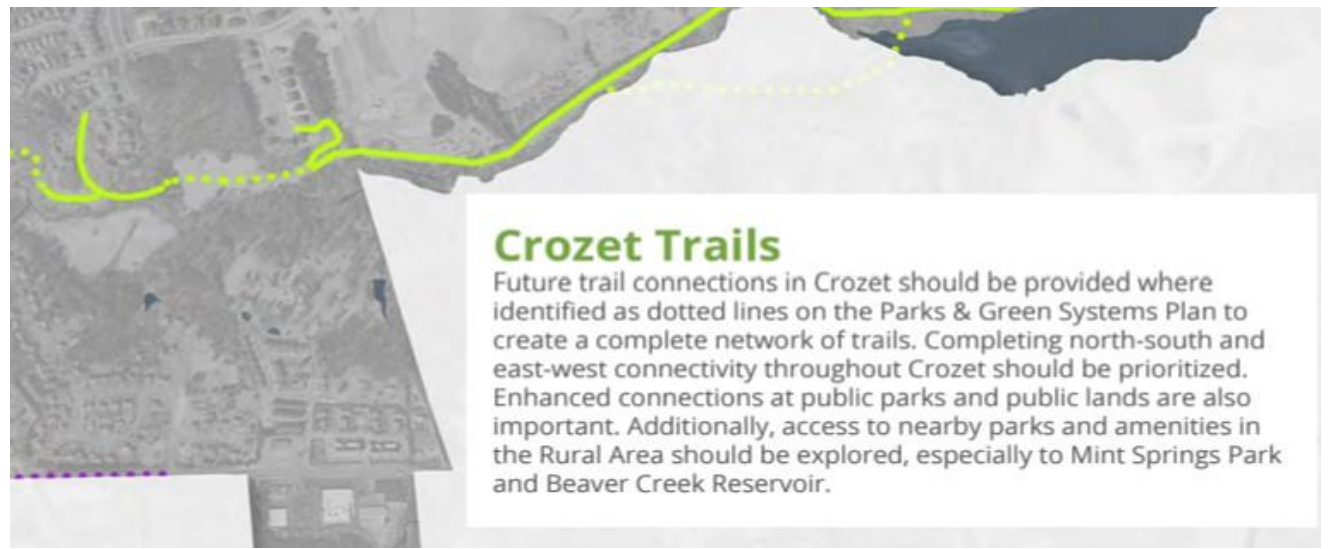 Crozet Trails
Future trail connections in Crozet should be provided where
identified as dotted lines on the Parks & Green Systems Plan to
create a complete network of trails. Completing north-south and
east-west connectivity throughout Crozet should be prioritized.
Enhanced connections at public parks and public lands are also
important. Additionally, access to nearby parks and amenities in
the Rural Area should be explored, especially to Mint Springs Park
and Beaver Creek Reservoir.